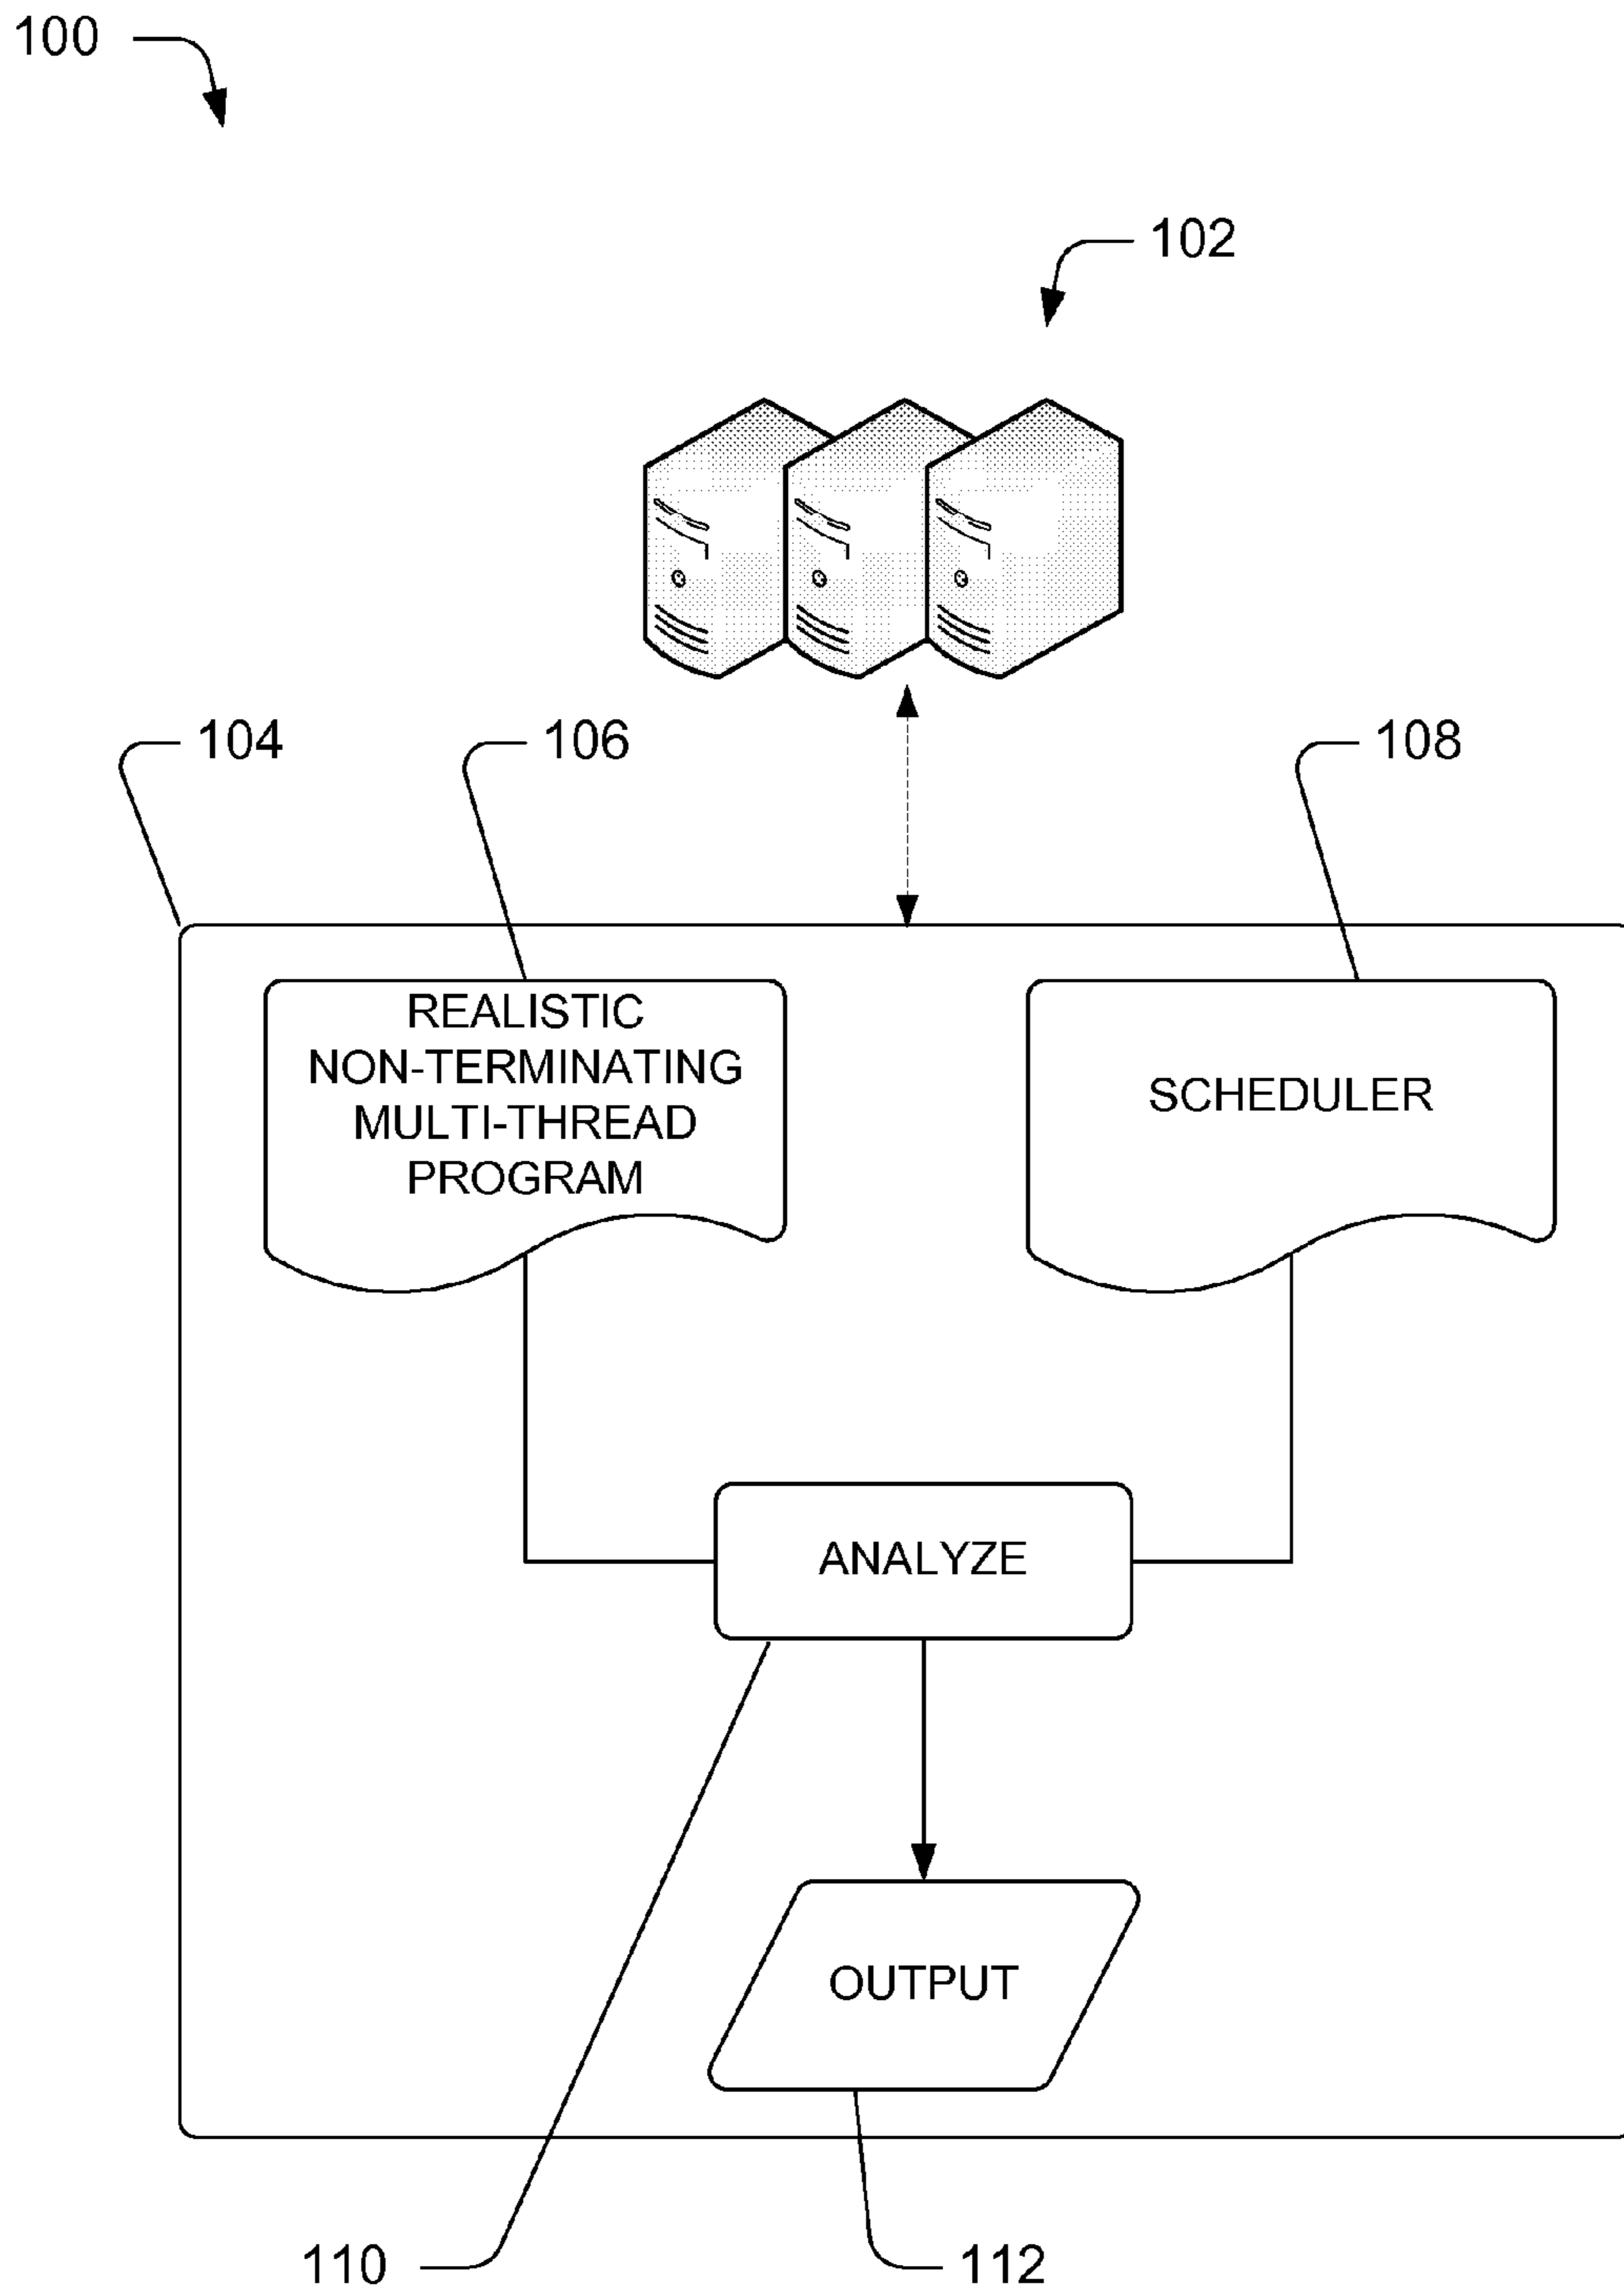 100
102
104
106
108
REALISTIC
NON-TERMINATING
MULTI-THREAD
PROGRAM
SCHEDULER
ANALYZE
OUTPUT
110
112